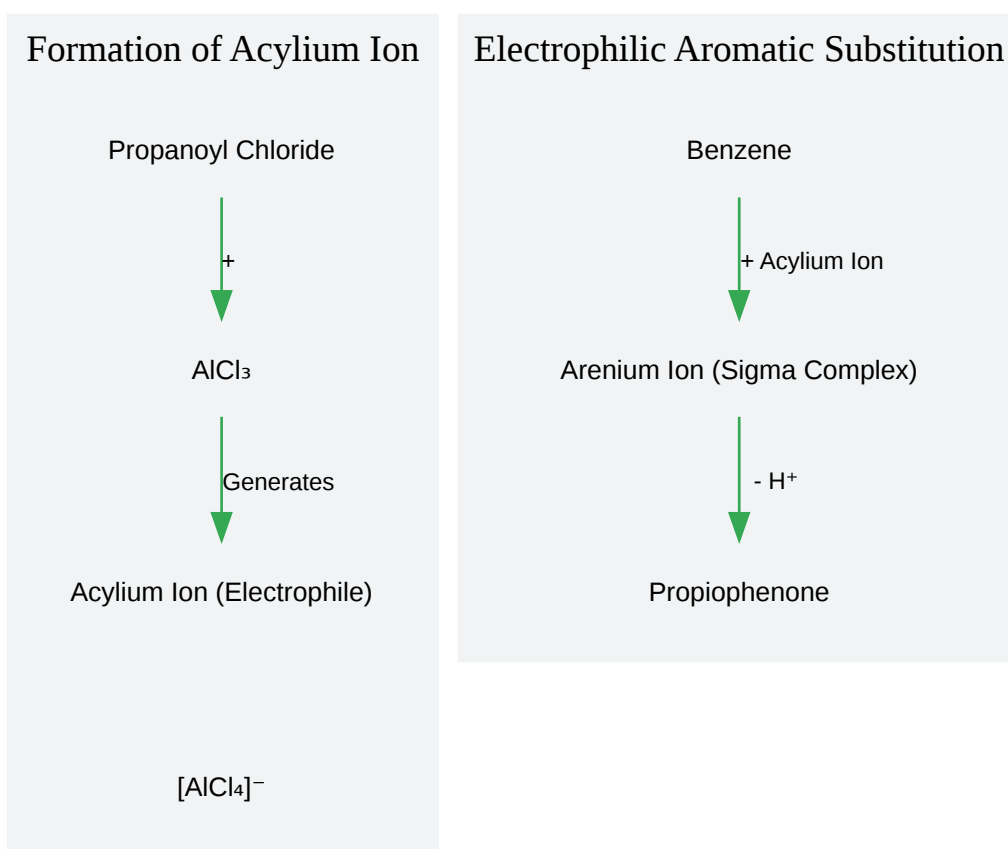 Formation of Acylium Ion
Propanoyl Chloride
+
AlCl₃
Generates
Acylium Ion (Electrophile)
[AlCl₄]⁻
Electrophilic Aromatic Substitution
Benzene
+ Acylium Ion
Arenium Ion (Sigma Complex)
- H⁺
Propiophenone